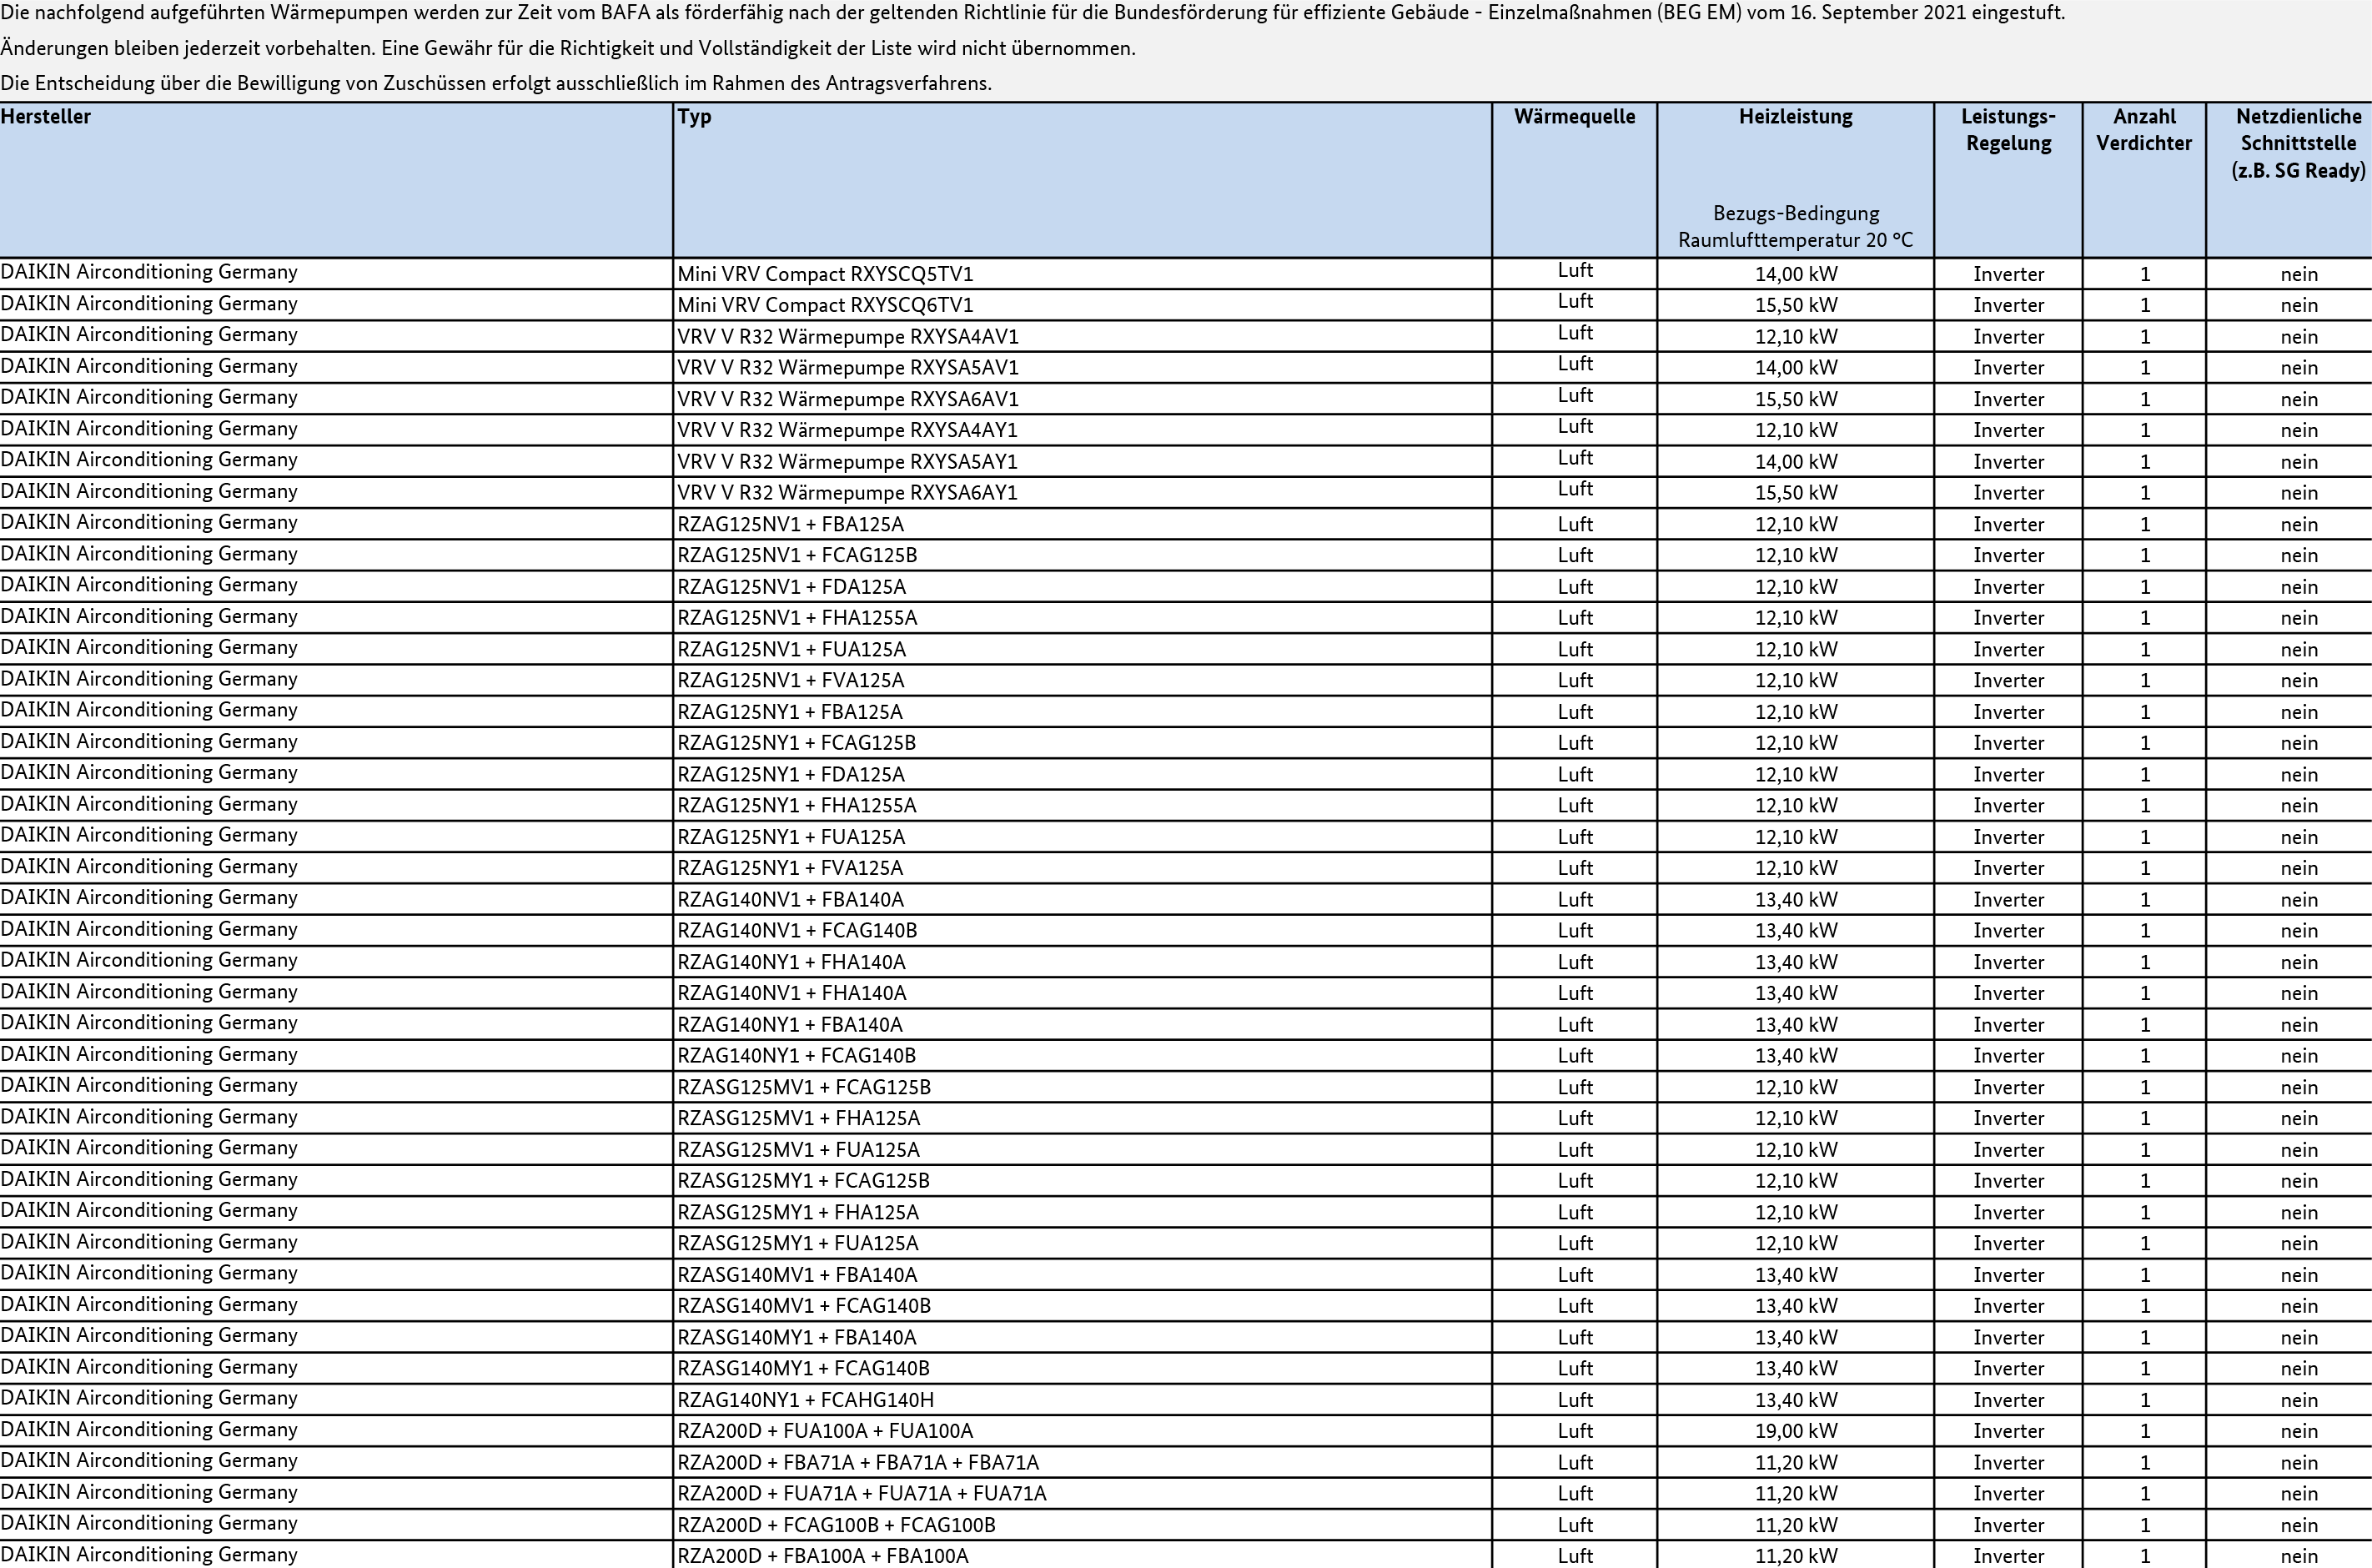 Die nachfolgend aufgeführten Wärmepumpen werden zur Zeit vom BAFA als förderfähig nach der geltenden Richtlinie für die Bundesförderung für effiziente Gebäude - Einzelmaßnahmen (BEG EM) vom 16. September 2021 eingestuft.
Änderungen bleiben jederzeit vorbehalten. Eine Gewähr für die Richtigkeit und Vollständigkeit der Liste wird nicht übernommen.
Die Entscheidung über die Bewilligung von Zuschüssen erfolgt ausschließlich im Rahmen des Antragsverfahrens.
Hersteller Typ Wärmequelle Heizleistung Leistungs- Anzahl Netzdienliche
Regelung Verdichter Schnittstelle
(z.B. SG Ready)
Bezugs-Bedingung
Raumlufttemperatur 20 °C
DAIKIN Airconditioning Germany Mini VRV Compact RXYSCQ5TV1 Luft 14,00 kW Inverter 1 nein
DAIKIN Airconditioning Germany Mini VRV Compact RXYSCQ6TV1 Luft 15,50 kW Inverter 1 nein
DAIKIN Airconditioning Germany VRV V R32 Wärmepumpe RXYSA4AV1 Luft 12,10 kW Inverter 1 nein
DAIKIN Airconditioning Germany VRV V R32 Wärmepumpe RXYSA5AV1 Luft 14,00 kW Inverter 1 nein
DAIKIN Airconditioning Germany VRV V R32 Wärmepumpe RXYSA6AV1 Luft 15,50 kW Inverter 1 nein
DAIKIN Airconditioning Germany VRV V R32 Wärmepumpe RXYSA4AY1 Luft 12,10 kW Inverter 1 nein
DAIKIN Airconditioning Germany VRV V R32 Wärmepumpe RXYSA5AY1 Luft 14,00 kW Inverter 1 nein
DAIKIN Airconditioning Germany VRV V R32 Wärmepumpe RXYSA6AY1 Luft 15,50 kW Inverter 1 nein
DAIKIN Airconditioning Germany RZAG125NV1 + FBA125A Luft 12,10 kW Inverter 1 nein
DAIKIN Airconditioning Germany RZAG125NV1 + FCAG125B Luft 12,10 kW Inverter 1 nein
DAIKIN Airconditioning Germany RZAG125NV1 + FDA125A Luft 12,10 kW Inverter 1 nein
DAIKIN Airconditioning Germany RZAG125NV1 + FHA1255A Luft 12,10 kW Inverter 1 nein
DAIKIN Airconditioning Germany RZAG125NV1 + FUA125A Luft 12,10 kW Inverter 1 nein
DAIKIN Airconditioning Germany RZAG125NV1 + FVA125A Luft 12,10 kW Inverter 1 nein
DAIKIN Airconditioning Germany RZAG125NY1 + FBA125A Luft 12,10 kW Inverter 1 nein
DAIKIN Airconditioning Germany RZAG125NY1 + FCAG125B Luft 12,10 kW Inverter 1 nein
DAIKIN Airconditioning Germany RZAG125NY1 + FDA125A Luft 12,10 kW Inverter 1 nein
DAIKIN Airconditioning Germany RZAG125NY1 + FHA1255A Luft 12,10 kW Inverter 1 nein
DAIKIN Airconditioning Germany RZAG125NY1 + FUA125A Luft 12,10 kW Inverter 1 nein
DAIKIN Airconditioning Germany RZAG125NY1 + FVA125A Luft 12,10 kW Inverter 1 nein
DAIKIN Airconditioning Germany RZAG140NV1 + FBA140A Luft 13,40 kW Inverter 1 nein
DAIKIN Airconditioning Germany RZAG140NV1 + FCAG140B Luft 13,40 kW Inverter 1 nein
DAIKIN Airconditioning Germany RZAG140NY1 + FHA140A Luft 13,40 kW Inverter 1 nein
DAIKIN Airconditioning Germany RZAG140NV1 + FHA140A Luft 13,40 kW Inverter 1 nein
DAIKIN Airconditioning Germany RZAG140NY1 + FBA140A Luft 13,40 kW Inverter 1 nein
DAIKIN Airconditioning Germany RZAG140NY1 + FCAG140B Luft 13,40 kW Inverter 1 nein
DAIKIN Airconditioning Germany RZASG125MV1 + FCAG125B Luft 12,10 kW Inverter 1 nein
DAIKIN Airconditioning Germany RZASG125MV1 + FHA125A Luft 12,10 kW Inverter 1 nein
DAIKIN Airconditioning Germany RZASG125MV1 + FUA125A Luft 12,10 kW Inverter 1 nein
DAIKIN Airconditioning Germany RZASG125MY1 + FCAG125B Luft 12,10 kW Inverter 1 nein
DAIKIN Airconditioning Germany RZASG125MY1 + FHA125A Luft 12,10 kW Inverter 1 nein
DAIKIN Airconditioning Germany RZASG125MY1 + FUA125A Luft 12,10 kW Inverter 1 nein
DAIKIN Airconditioning Germany RZASG140MV1 + FBA140A Luft 13,40 kW Inverter 1 nein
DAIKIN Airconditioning Germany RZASG140MV1 + FCAG140B Luft 13,40 kW Inverter 1 nein
DAIKIN Airconditioning Germany RZASG140MY1 + FBA140A Luft 13,40 kW Inverter 1 nein
DAIKIN Airconditioning Germany RZASG140MY1 + FCAG140B Luft 13,40 kW Inverter 1 nein
DAIKIN Airconditioning Germany RZAG140NY1 + FCAHG140H Luft 13,40 kW Inverter 1 nein
DAIKIN Airconditioning Germany RZA200D + FUA100A + FUA100A Luft 19,00 kW Inverter 1 nein
DAIKIN Airconditioning Germany RZA200D + FBA71A + FBA71A + FBA71A Luft 11,20 kW Inverter 1 nein
DAIKIN Airconditioning Germany RZA200D + FUA71A + FUA71A + FUA71A Luft 11,20 kW Inverter 1 nein
DAIKIN Airconditioning Germany RZA200D + FCAG100B + FCAG100B Luft 11,20 kW Inverter 1 nein
DAIKIN Airconditioning Germany RZA200D + FBA100A + FBA100A Luft 11,20 kW Inverter 1 nein